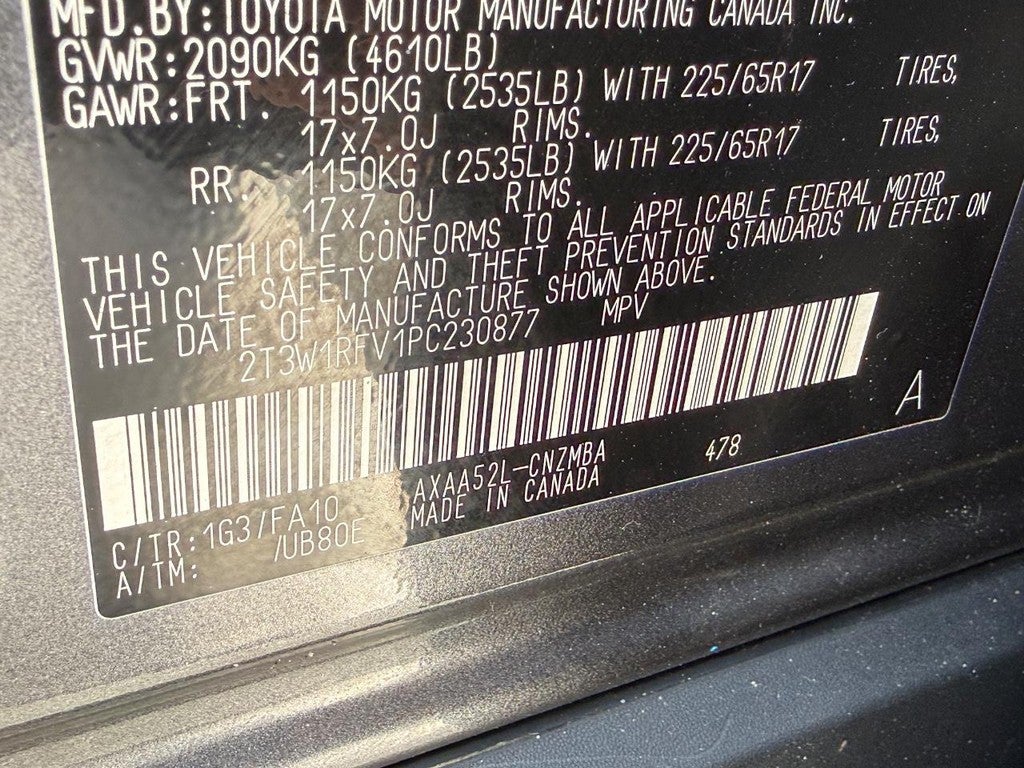 MFD.BY:TOYOTA MOTOR MANUFACTURING CANADA INC.
GVWR:2090KG (4610LB)
GAWR:FRT. 1150KG (2535LB) WITH 225/65R17 TIRES,
17x7.0J RIMS.
RR. 1150KG (2535LB) WITH 225/65R17 TIRES,
17x7.0J RIMS.
THIS VEHICLE CONFORMS TO ALL APPLICABLE FEDERAL MOTOR
VEHICLE SAFETY AND THEFT PREVENTION STANDARDS IN EFFECT ON
THE DATE OF MANUFACTURE SHOWN ABOVE.
2T3W1RFV1PC230877 MPV
A
C/TR:1G3/FA10 AXAA52L-CNZMBA 478
A/TM: /UB80E MADE IN CANADA